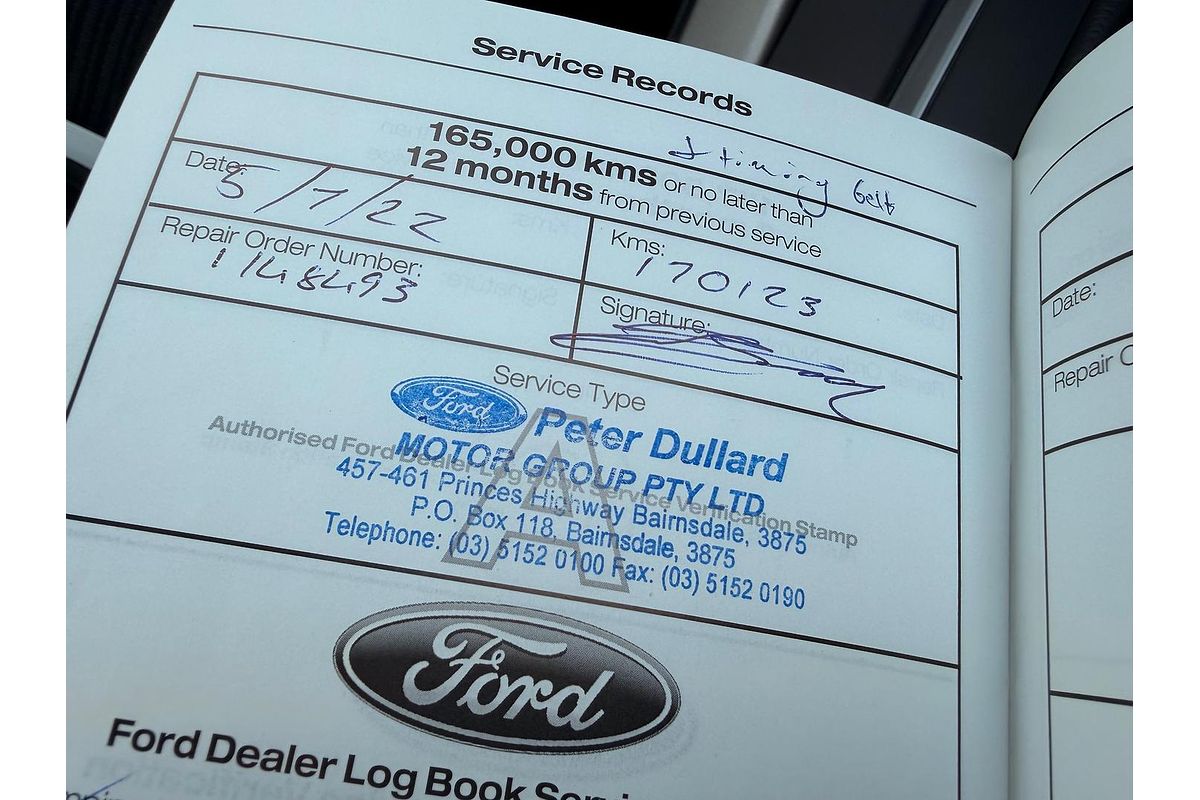 Service Records
& timing belt
165,000 kms or no later than
12 months from previous service
Date:
5/7/22
Kms:
170123
Repair Order Number:
1148493
Signature:
Service Type
A
Authorised Ford Dealer Log Book Service Verification Stamp
Ford Peter Dullard
MOTOR GROUP PTY LTD
457-461 Princes Highway Bairnsdale, 3875
P.O. Box 118, Bairnsdale, 3875
Telephone: (03) 5152 0100 Fax: (03) 5152 0190
Ford
Ford Dealer Log Book Servi
Date:
Repair O